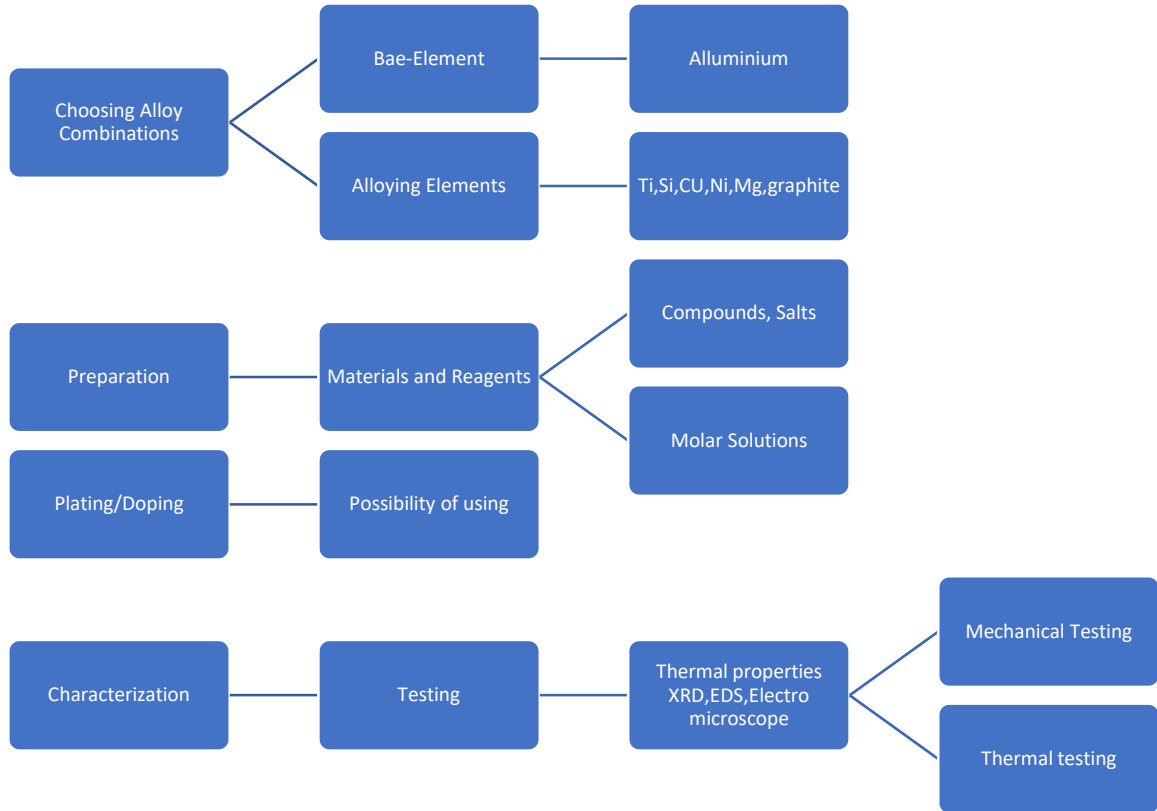 Choosing Alloy
Combinations
Bae-Element
Alluminium
Alloying Elements
Ti,Si,CU,Ni,Mg,graphite
Preparation
Materials and Reagents
Compounds, Salts
Molar Solutions
Plating/Doping
Possibility of using
Characterization
Testing
Thermal properties
XRD,EDS,Electro
microscope
Mechanical Testing
Thermal testing